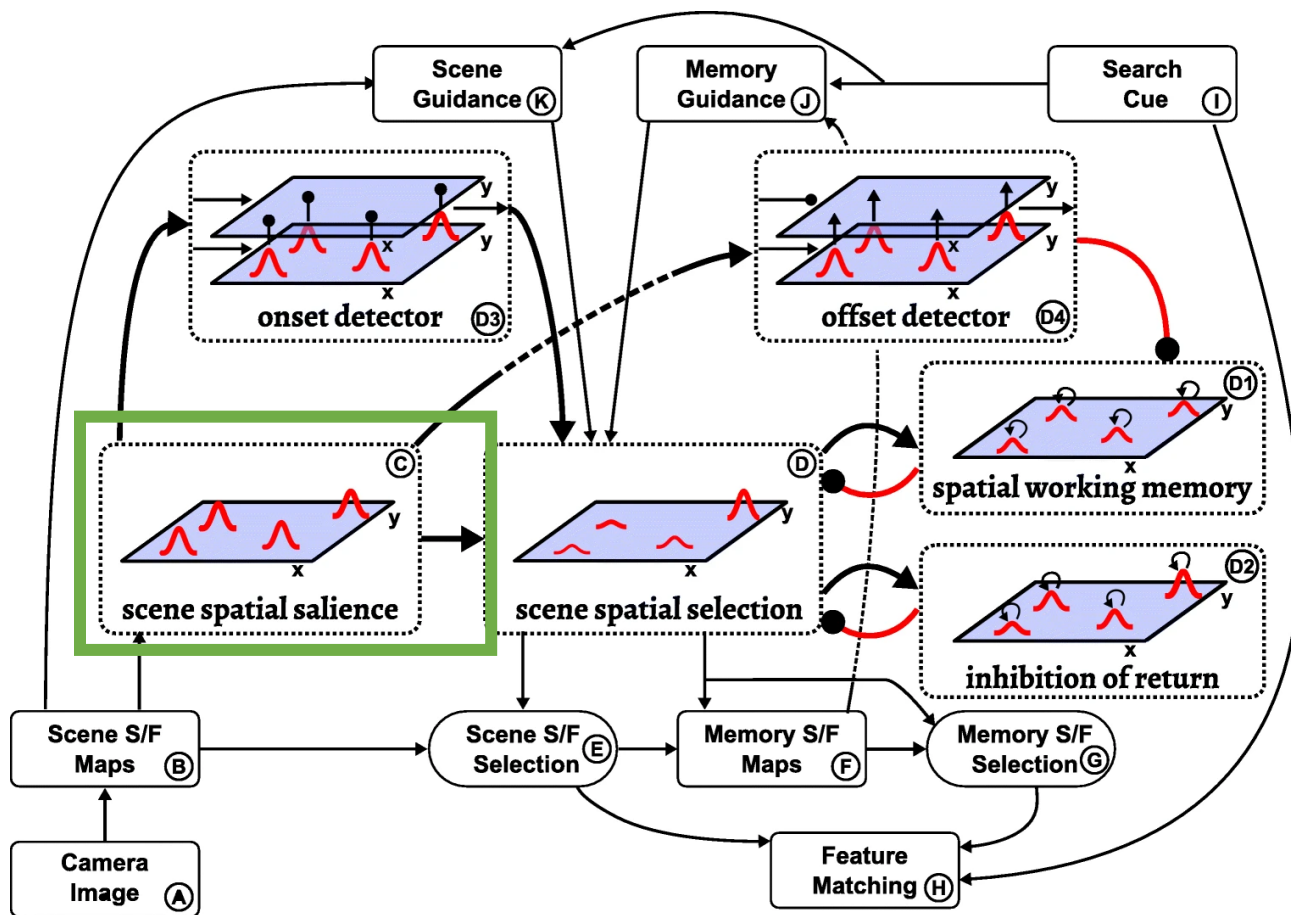 Scene
Guidance K
Memory
Guidance J
Search
Cue I
y
x
y
x
onset detector D3
y
x
y
x
offset detector D4
C
y
x
scene spatial salience
D
y
x
scene spatial selection
D1
y
x
spatial working memory
D2
y
x
inhibition of return
Scene S/F
Maps B
Scene S/F
Selection E
Memory S/F
Maps F
Memory S/F
Selection G
Camera
Image A
Feature
Matching H